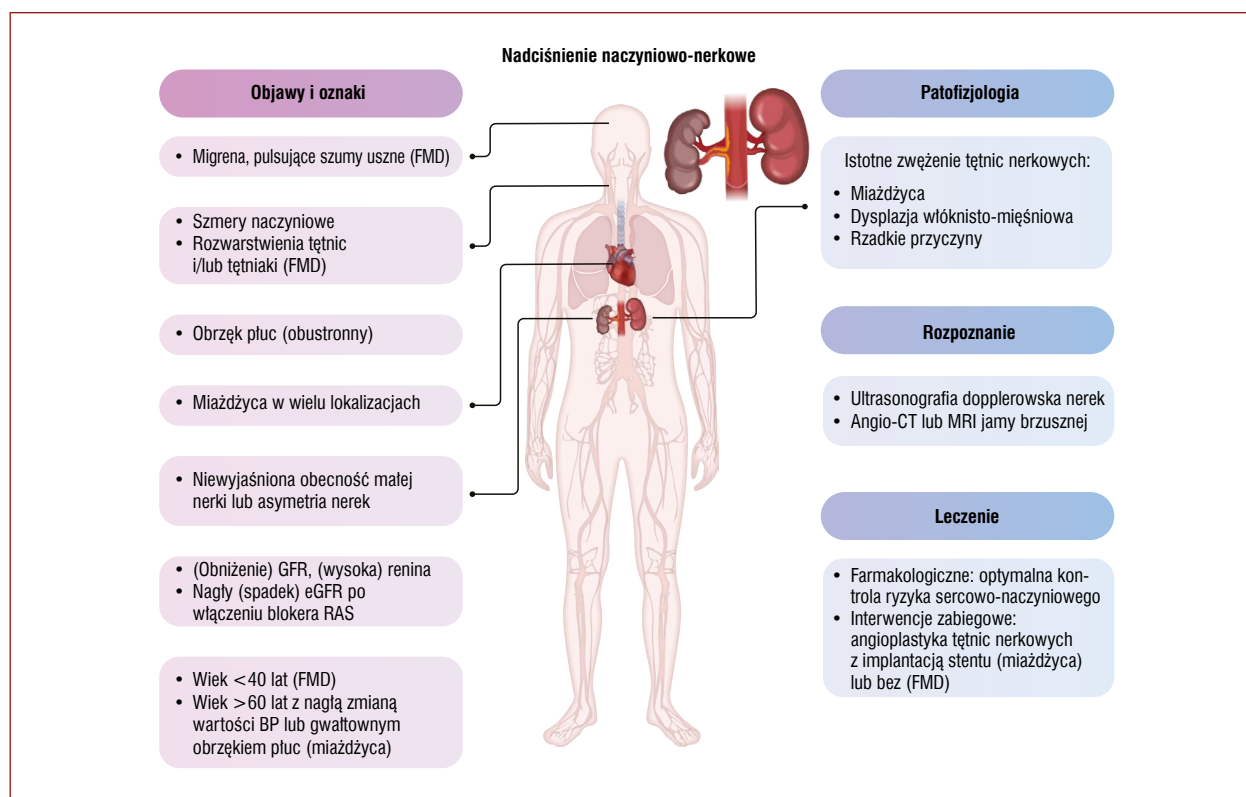 Nadciśnienie naczyniowo-nerkowe
Objawy i oznaki
• Migrena, pulsujące szumy uszne (FMD)
• Szmery naczyniowe
• Rozwarstwienia tętnic
i/lub tętniaki (FMD)
• Obrzęk płuc (obustronny)
• Miażdżyca w wielu lokalizacjach
• Niewyjaśniona obecność małej
nerki lub asymetria nerek
• (Obniżenie) GFR, (wysoka) renina
• Nagły (spadek) eGFR po
włączeniu blokera RAS
• Wiek <40 lat (FMD)
• Wiek >60 lat z nagłą zmianą
wartości BP lub gwałtownym
obrzękiem płuc (miażdżyca)
Patofizjologia
Istotne zwężenie tętnic nerkowych:
• Miażdżyca
• Dysplazja włóknisto-mięśniowa
• Rzadkie przyczyny
Rozpoznanie
• Ultrasonografia dopplerowska nerek
• Angio-CT lub MRI jamy brzusznej
Leczenie
• Farmakologiczne: optymalna kon-
trola ryzyka sercowo-naczyniowego
• Interwencje zabiegowe:
angioplastyka tętnic nerkowych
z implantacją stentu (miażdżyca)
lub bez (FMD)